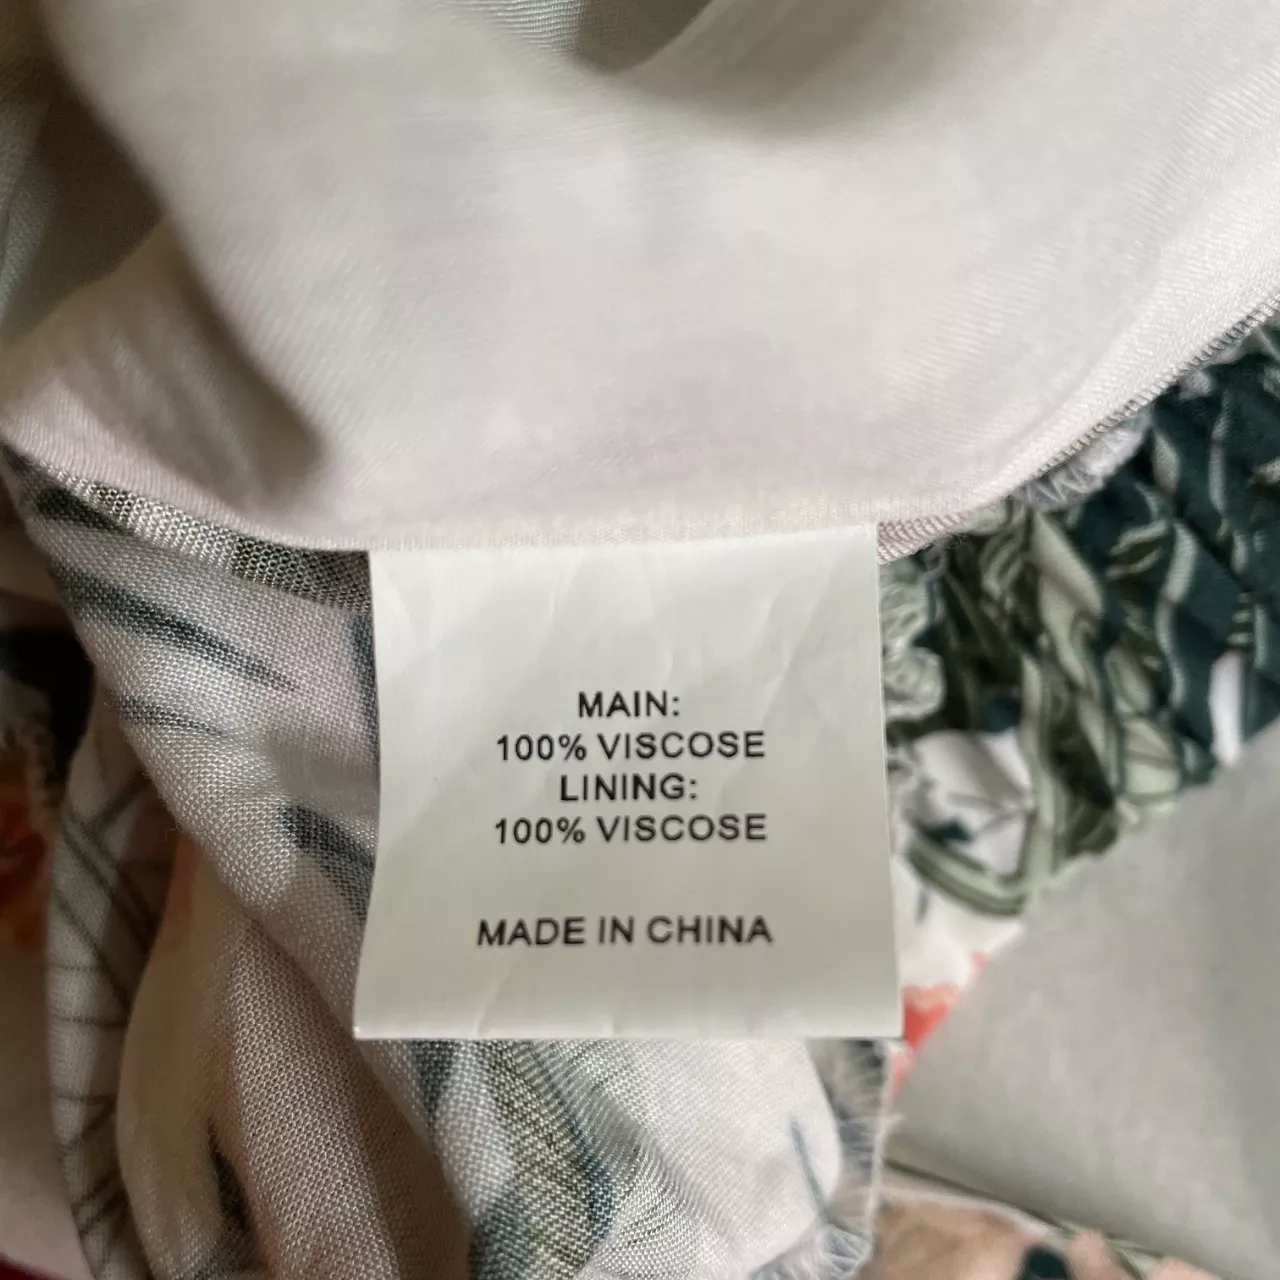 MAIN:
100% VISCOSE
LINING:
100% VISCOSE
MADE IN CHINA